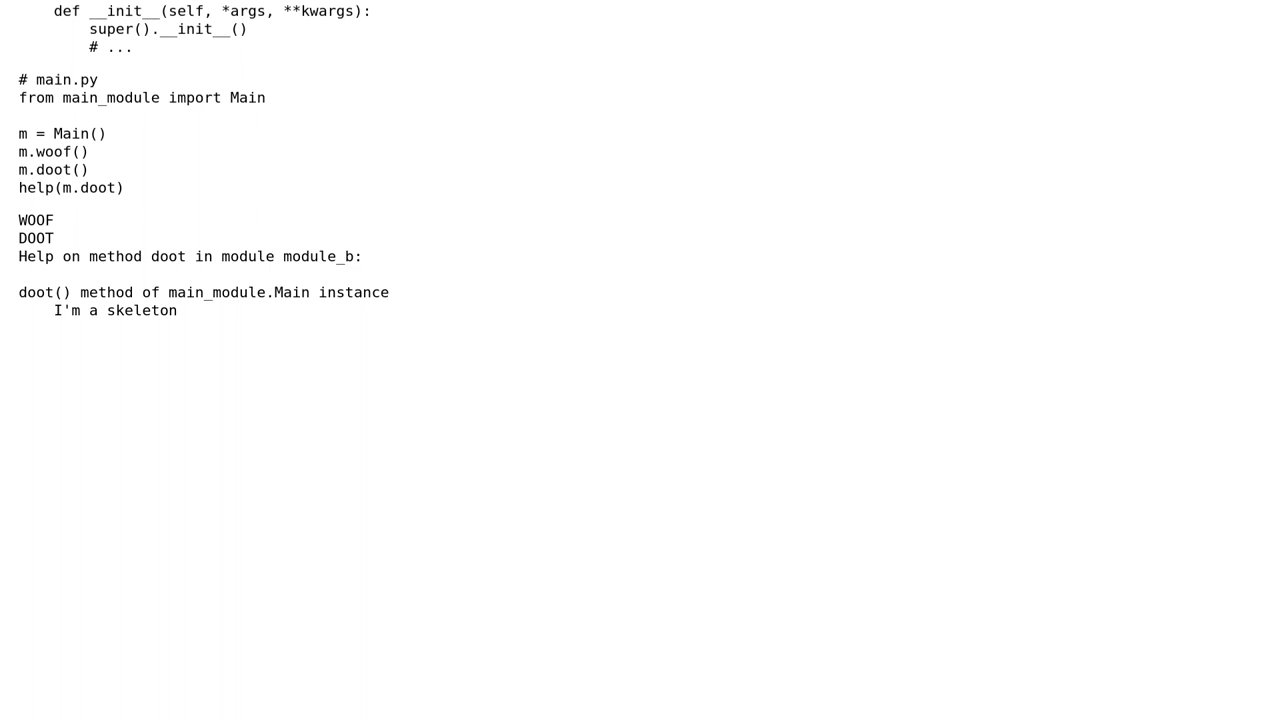 def __init__(self, *args, **kwargs):
        super().__init__()
        # ...

# main.py
from main_module import Main

m = Main()
m.woof()
m.doot()
help(m.doot)

WOOF
DOOT
Help on method doot in module module_b:

doot() method of main_module.Main instance
    I'm a skeleton